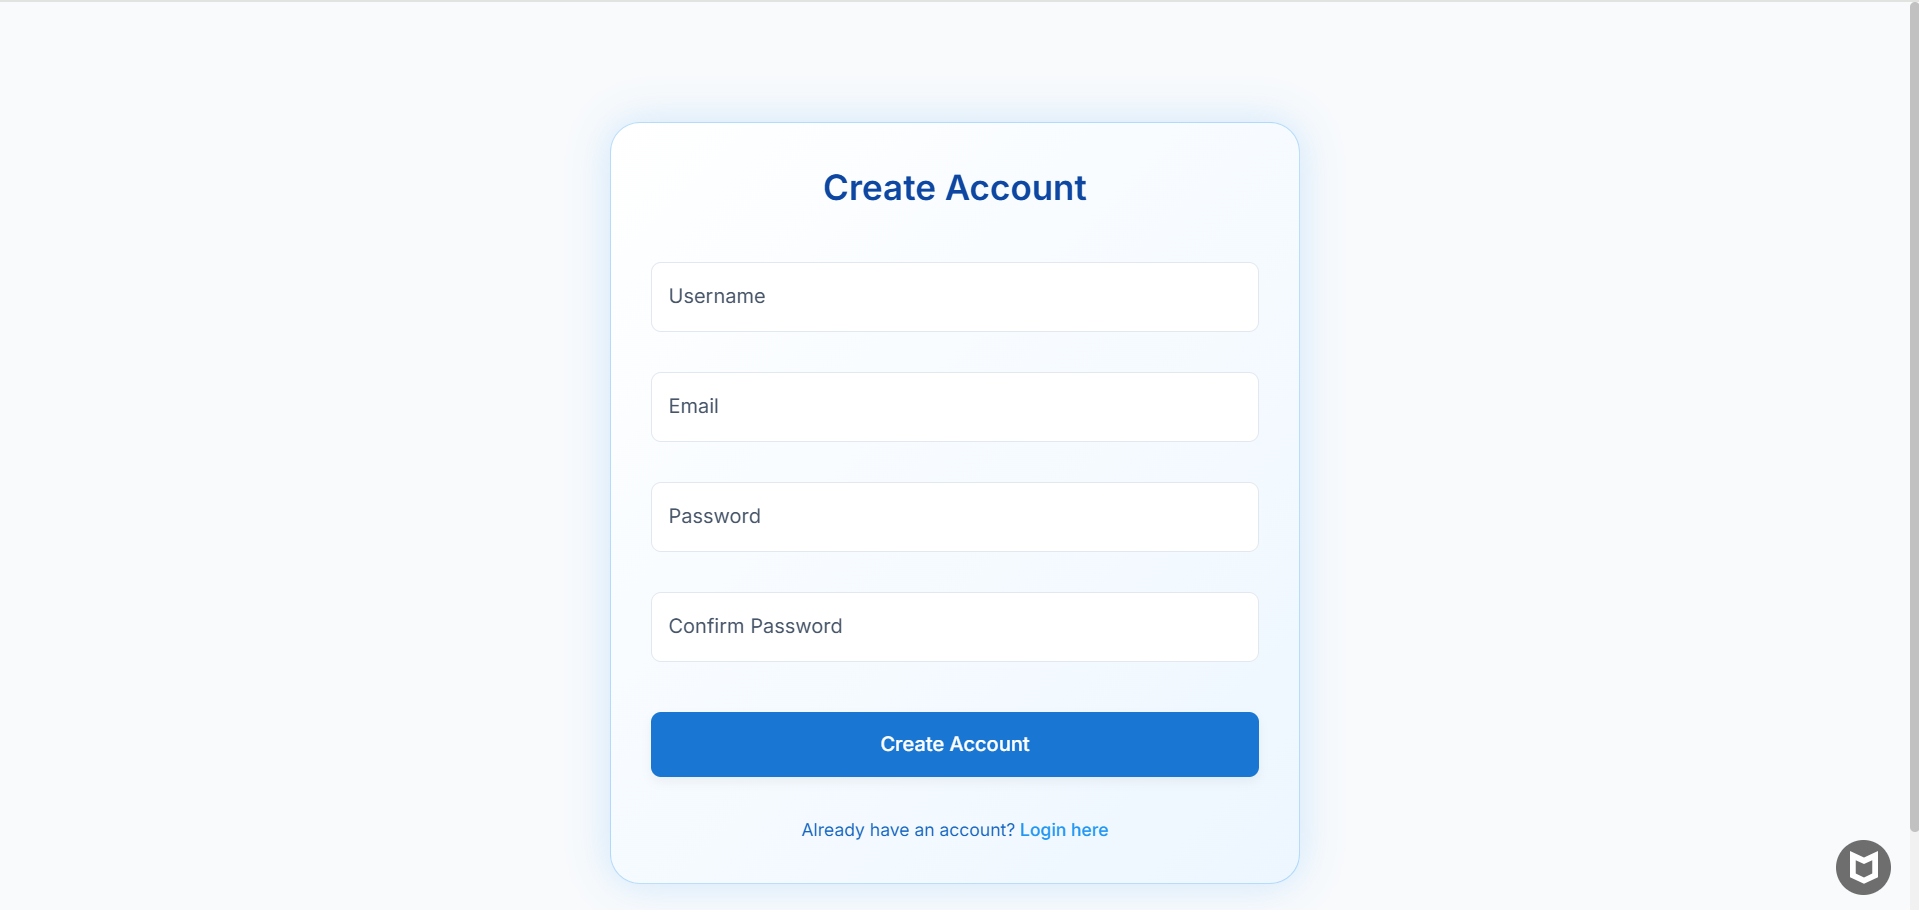 Create Account
Username
Email
Password
Confirm Password
Create Account
Already have an account? Login here